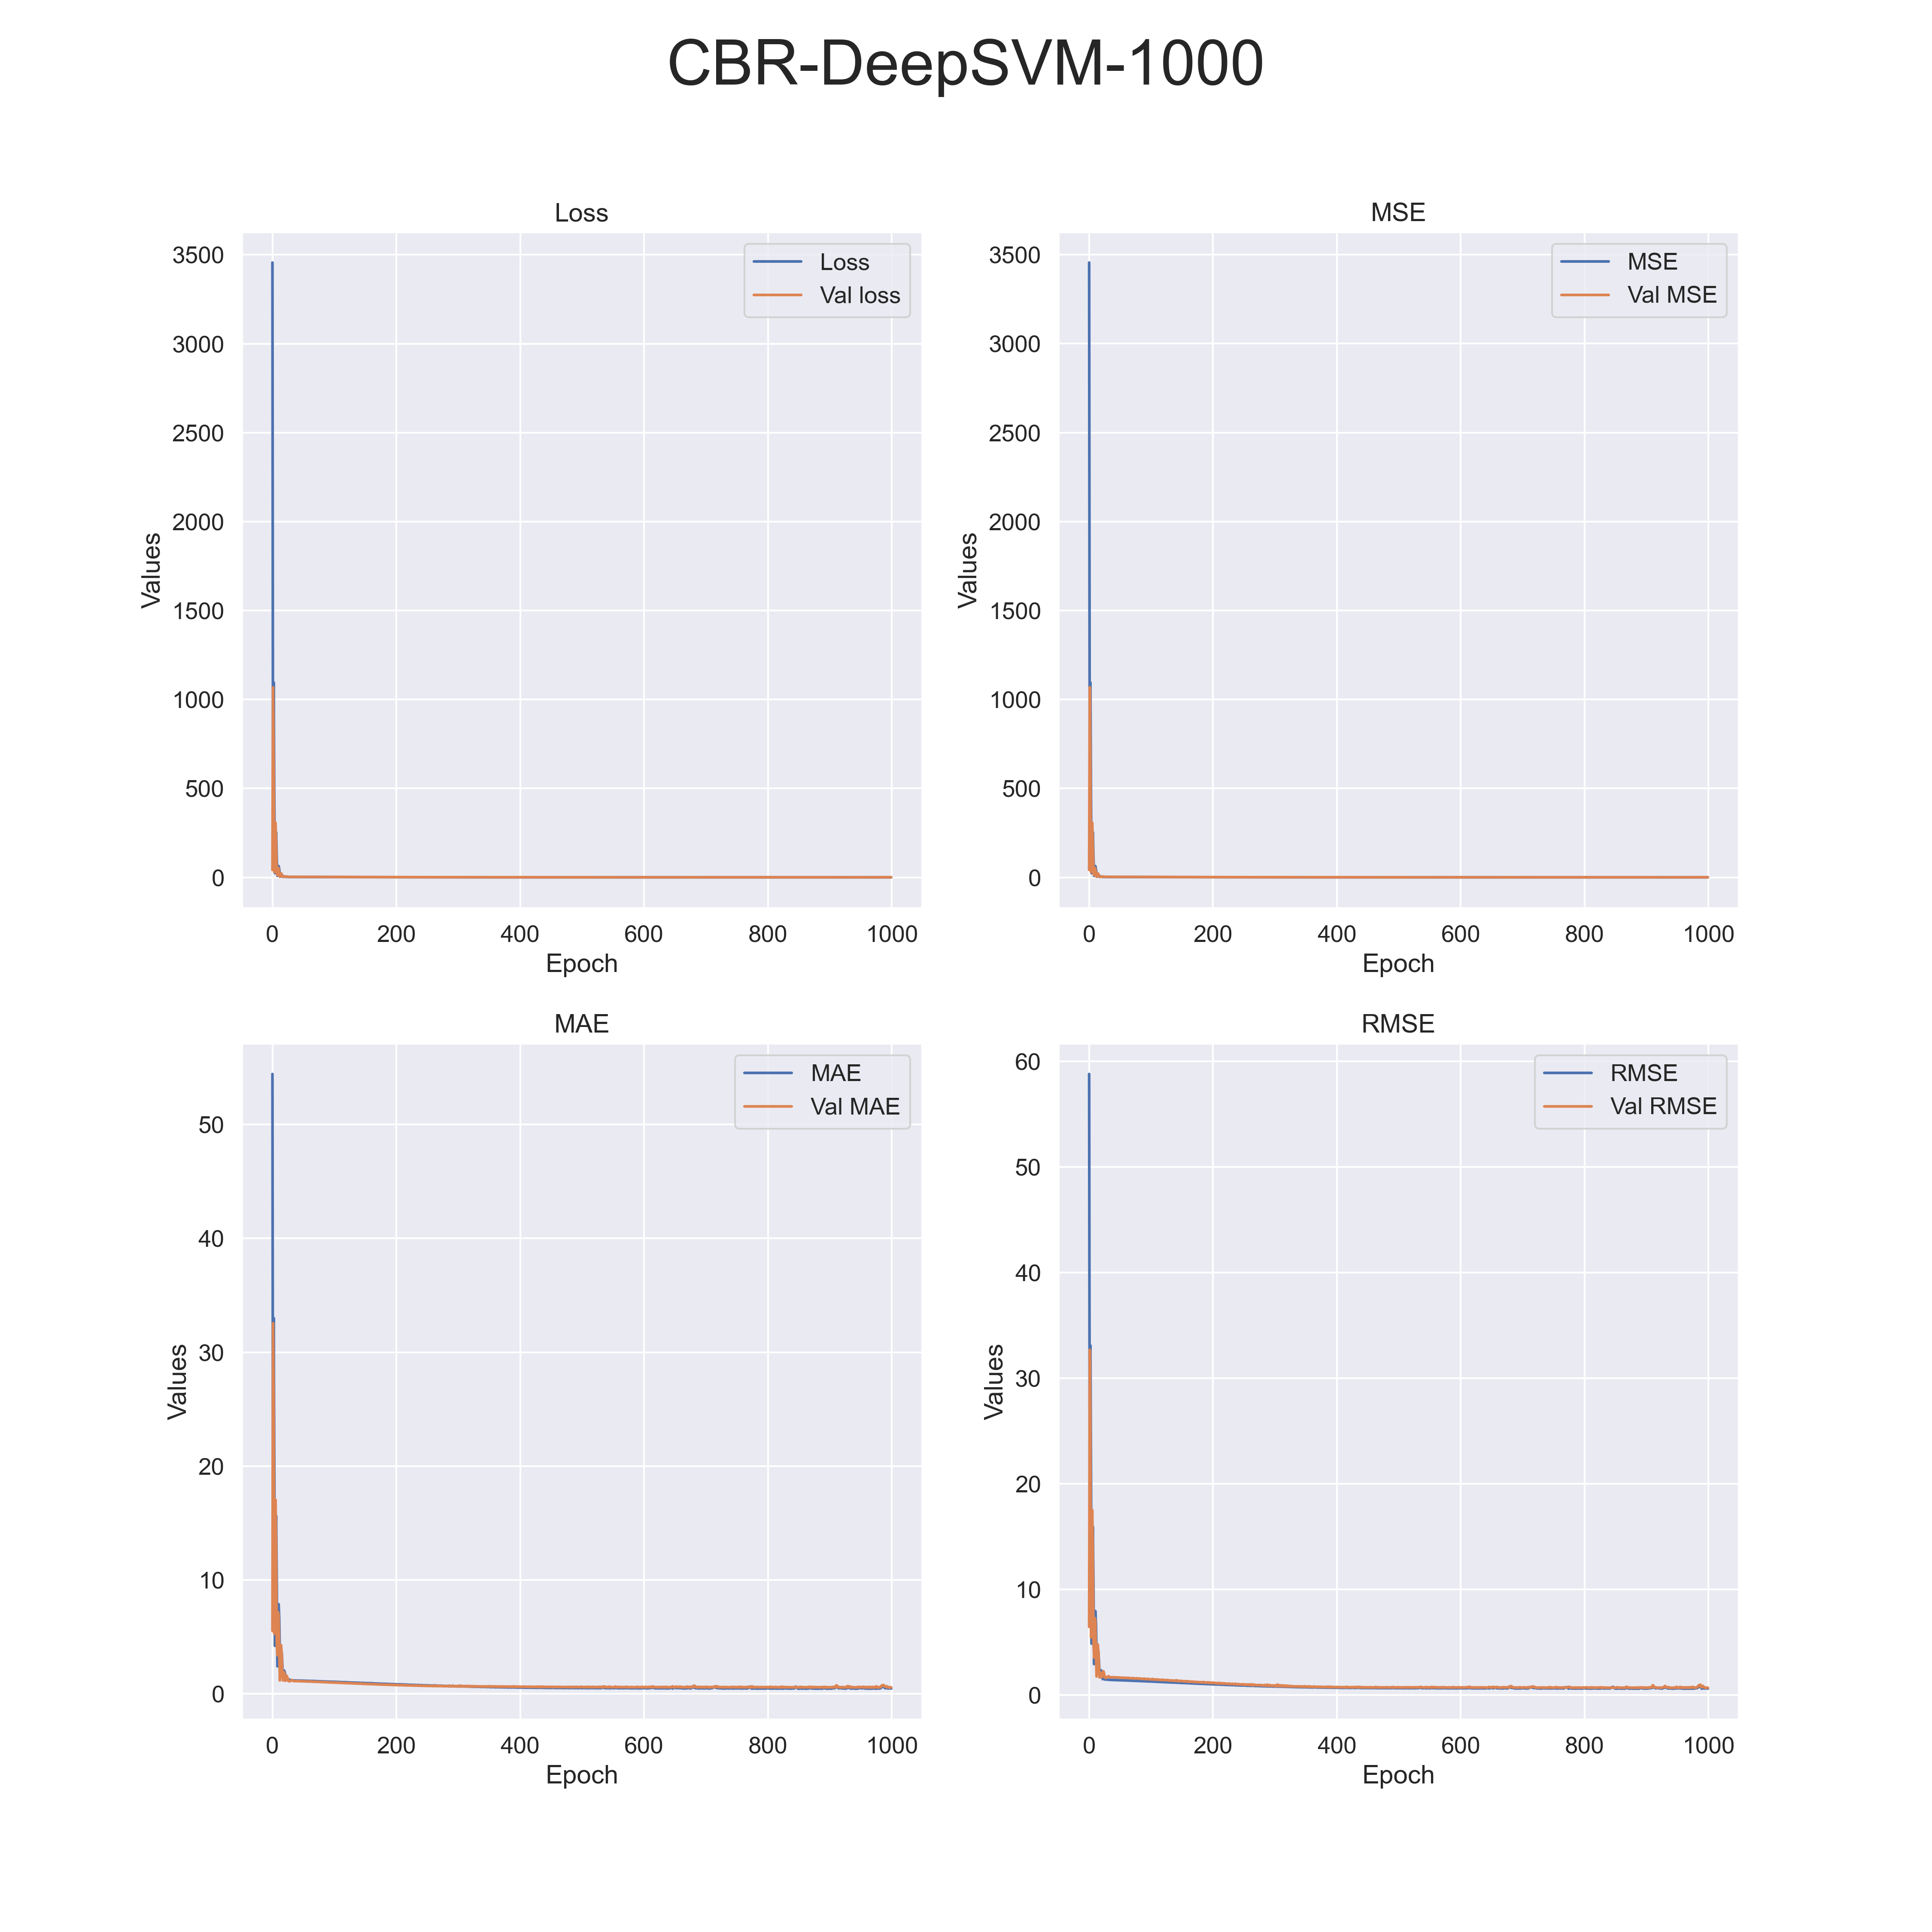 CBR-DeepSVM-1000
Loss
Loss
Val loss
3500
3000
2500
2000
1500
1000
500
0
Values
0 200 400 600 800 1000
Epoch
MSE
MSE
Val MSE
3500
3000
2500
2000
1500
1000
500
0
Values
0 200 400 600 800 1000
Epoch
MAE
MAE
Val MAE
50
40
30
20
10
0
Values
0 200 400 600 800 1000
Epoch
RMSE
RMSE
Val RMSE
60
50
40
30
20
10
0
Values
0 200 400 600 800 1000
Epoch